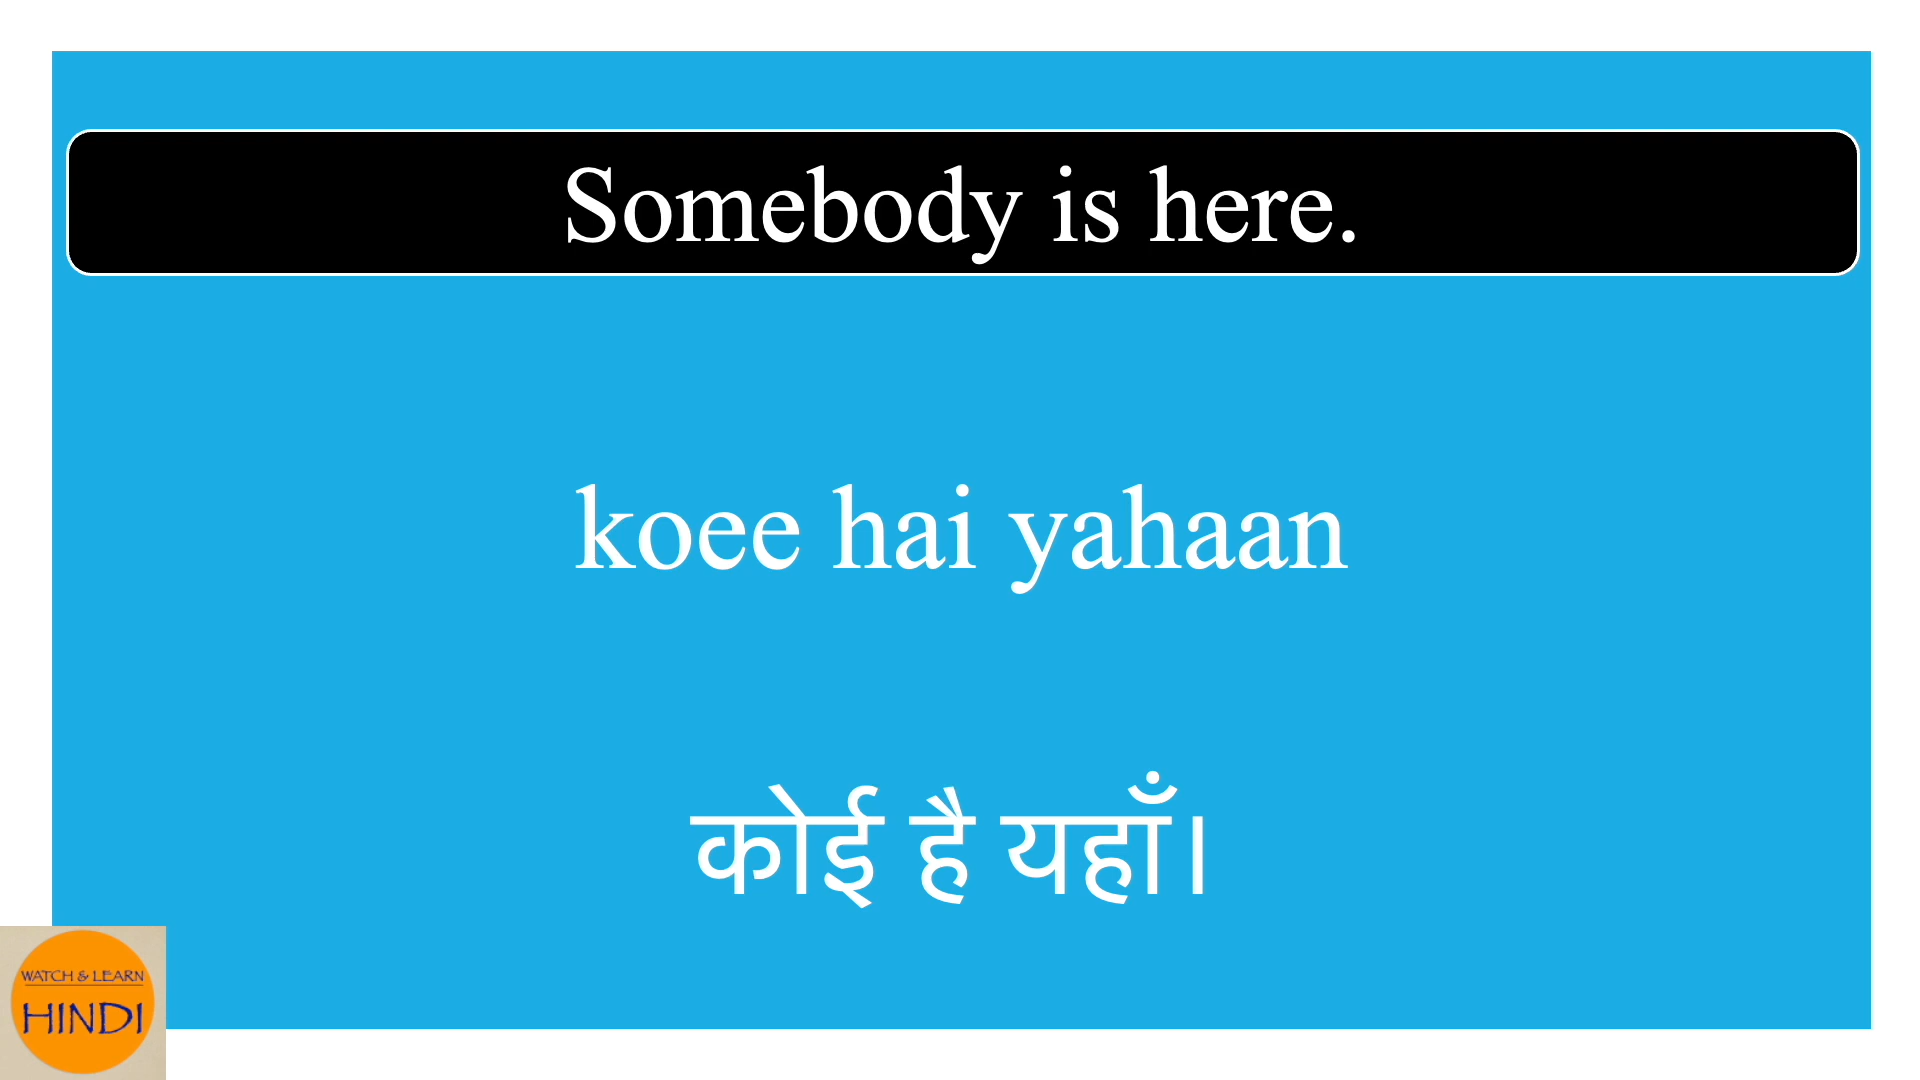 Somebody is here.
koee hai yahaan
कोई है यहाँ।
WATCH & LEARN
HINDI